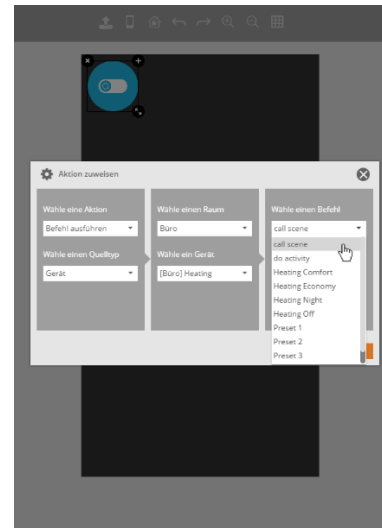 Aktion zuweisen
Wähle eine Aktion
Befehl ausführen
Wähle einen Quelltyp
Gerät
Wähle einen Raum
Büro
Wähle ein Gerät
[Büro] Heating
Wähle einen Befehl
call scene
call scene
do activity
Heating Comfort
Heating Economy
Heating Night
Heating Off
Preset 1
Preset 2
Preset 3